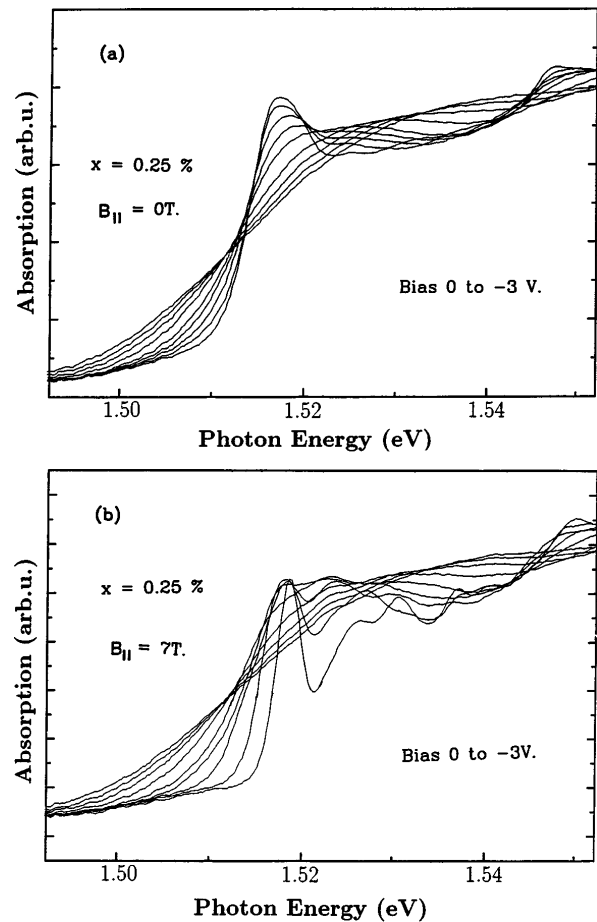 (a)
x = 0.25 %
B|| = 0T.
Bias 0 to -3 V.
Absorption (arb.u.)
1.50 1.52 1.54
Photon Energy (eV)
(b)
x = 0.25 %
B|| = 7T.
Bias 0 to -3V.
Absorption (arb.u.)
1.50 1.52 1.54
Photon Energy (eV)